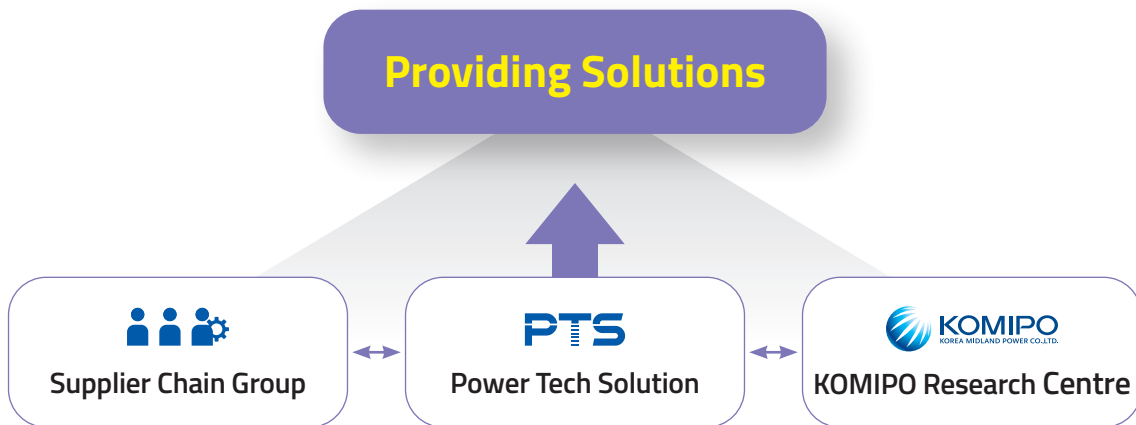 Providing Solutions
Supplier Chain Group
PTS
Power Tech Solution
KOMIPO
KOREA MIDLAND POWER CO.,LTD.
KOMIPO Research Centre